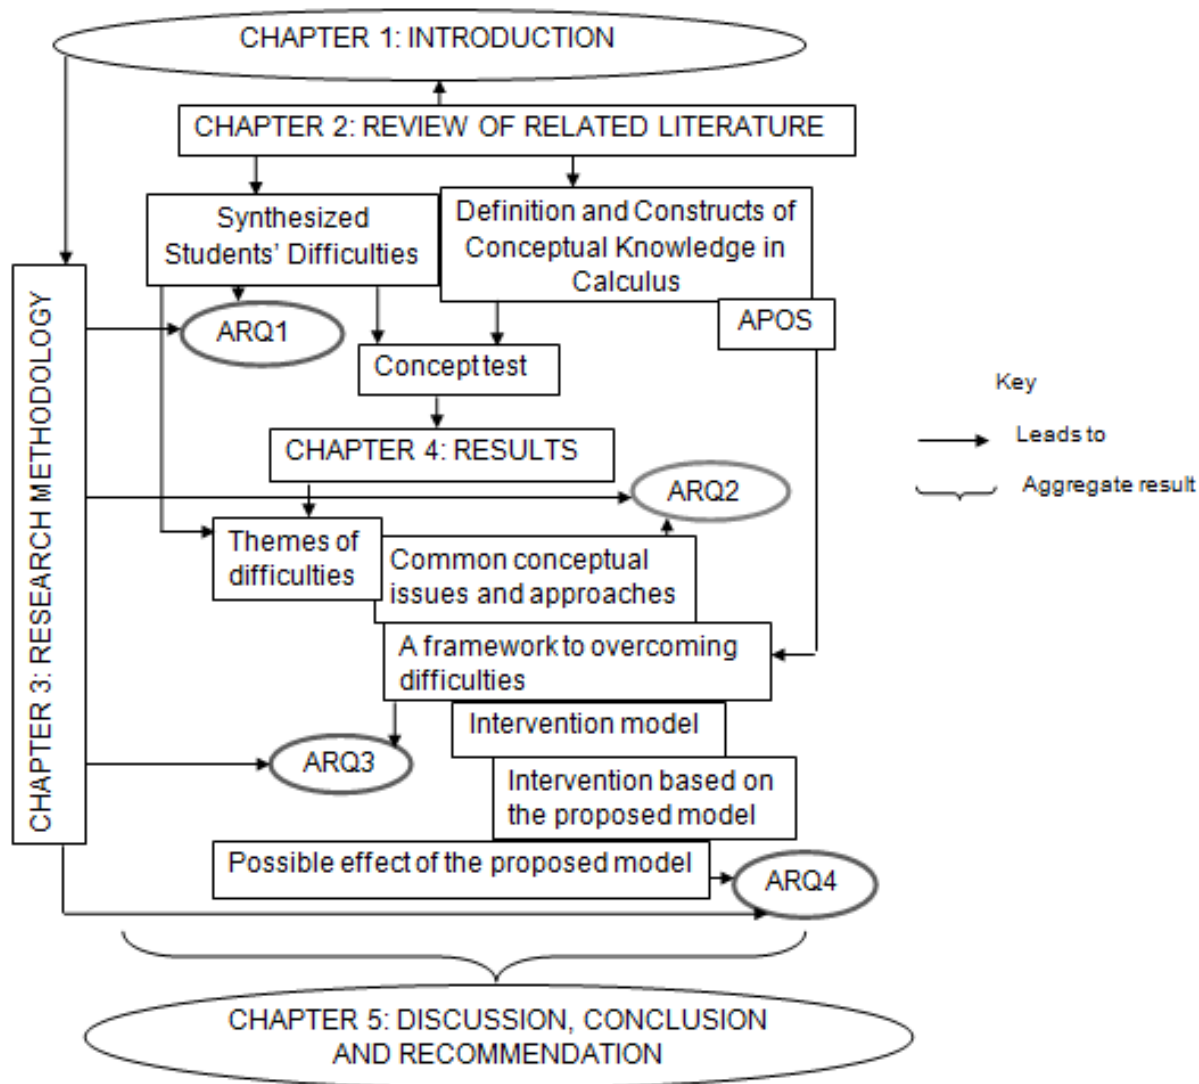 CHAPTER 1: INTRODUCTION
CHAPTER 2: REVIEW OF RELATED LITERATURE
Synthesized
Students' Difficulties
Definition and Constructs of
Conceptual Knowledge in
Calculus
APOS
ARQ1
Concept test
CHAPTER 3: RESEARCH METHODOLOGY
CHAPTER 4: RESULTS
ARQ2
Themes of
difficulties
Common conceptual
issues and approaches
A framework to overcoming
difficulties
Intervention model
ARQ3
Intervention based on
the proposed model
Possible effect of the proposed model
ARQ4
CHAPTER 5: DISCUSSION, CONCLUSION
AND RECOMMENDATION
Key
Leads to
Aggregate result